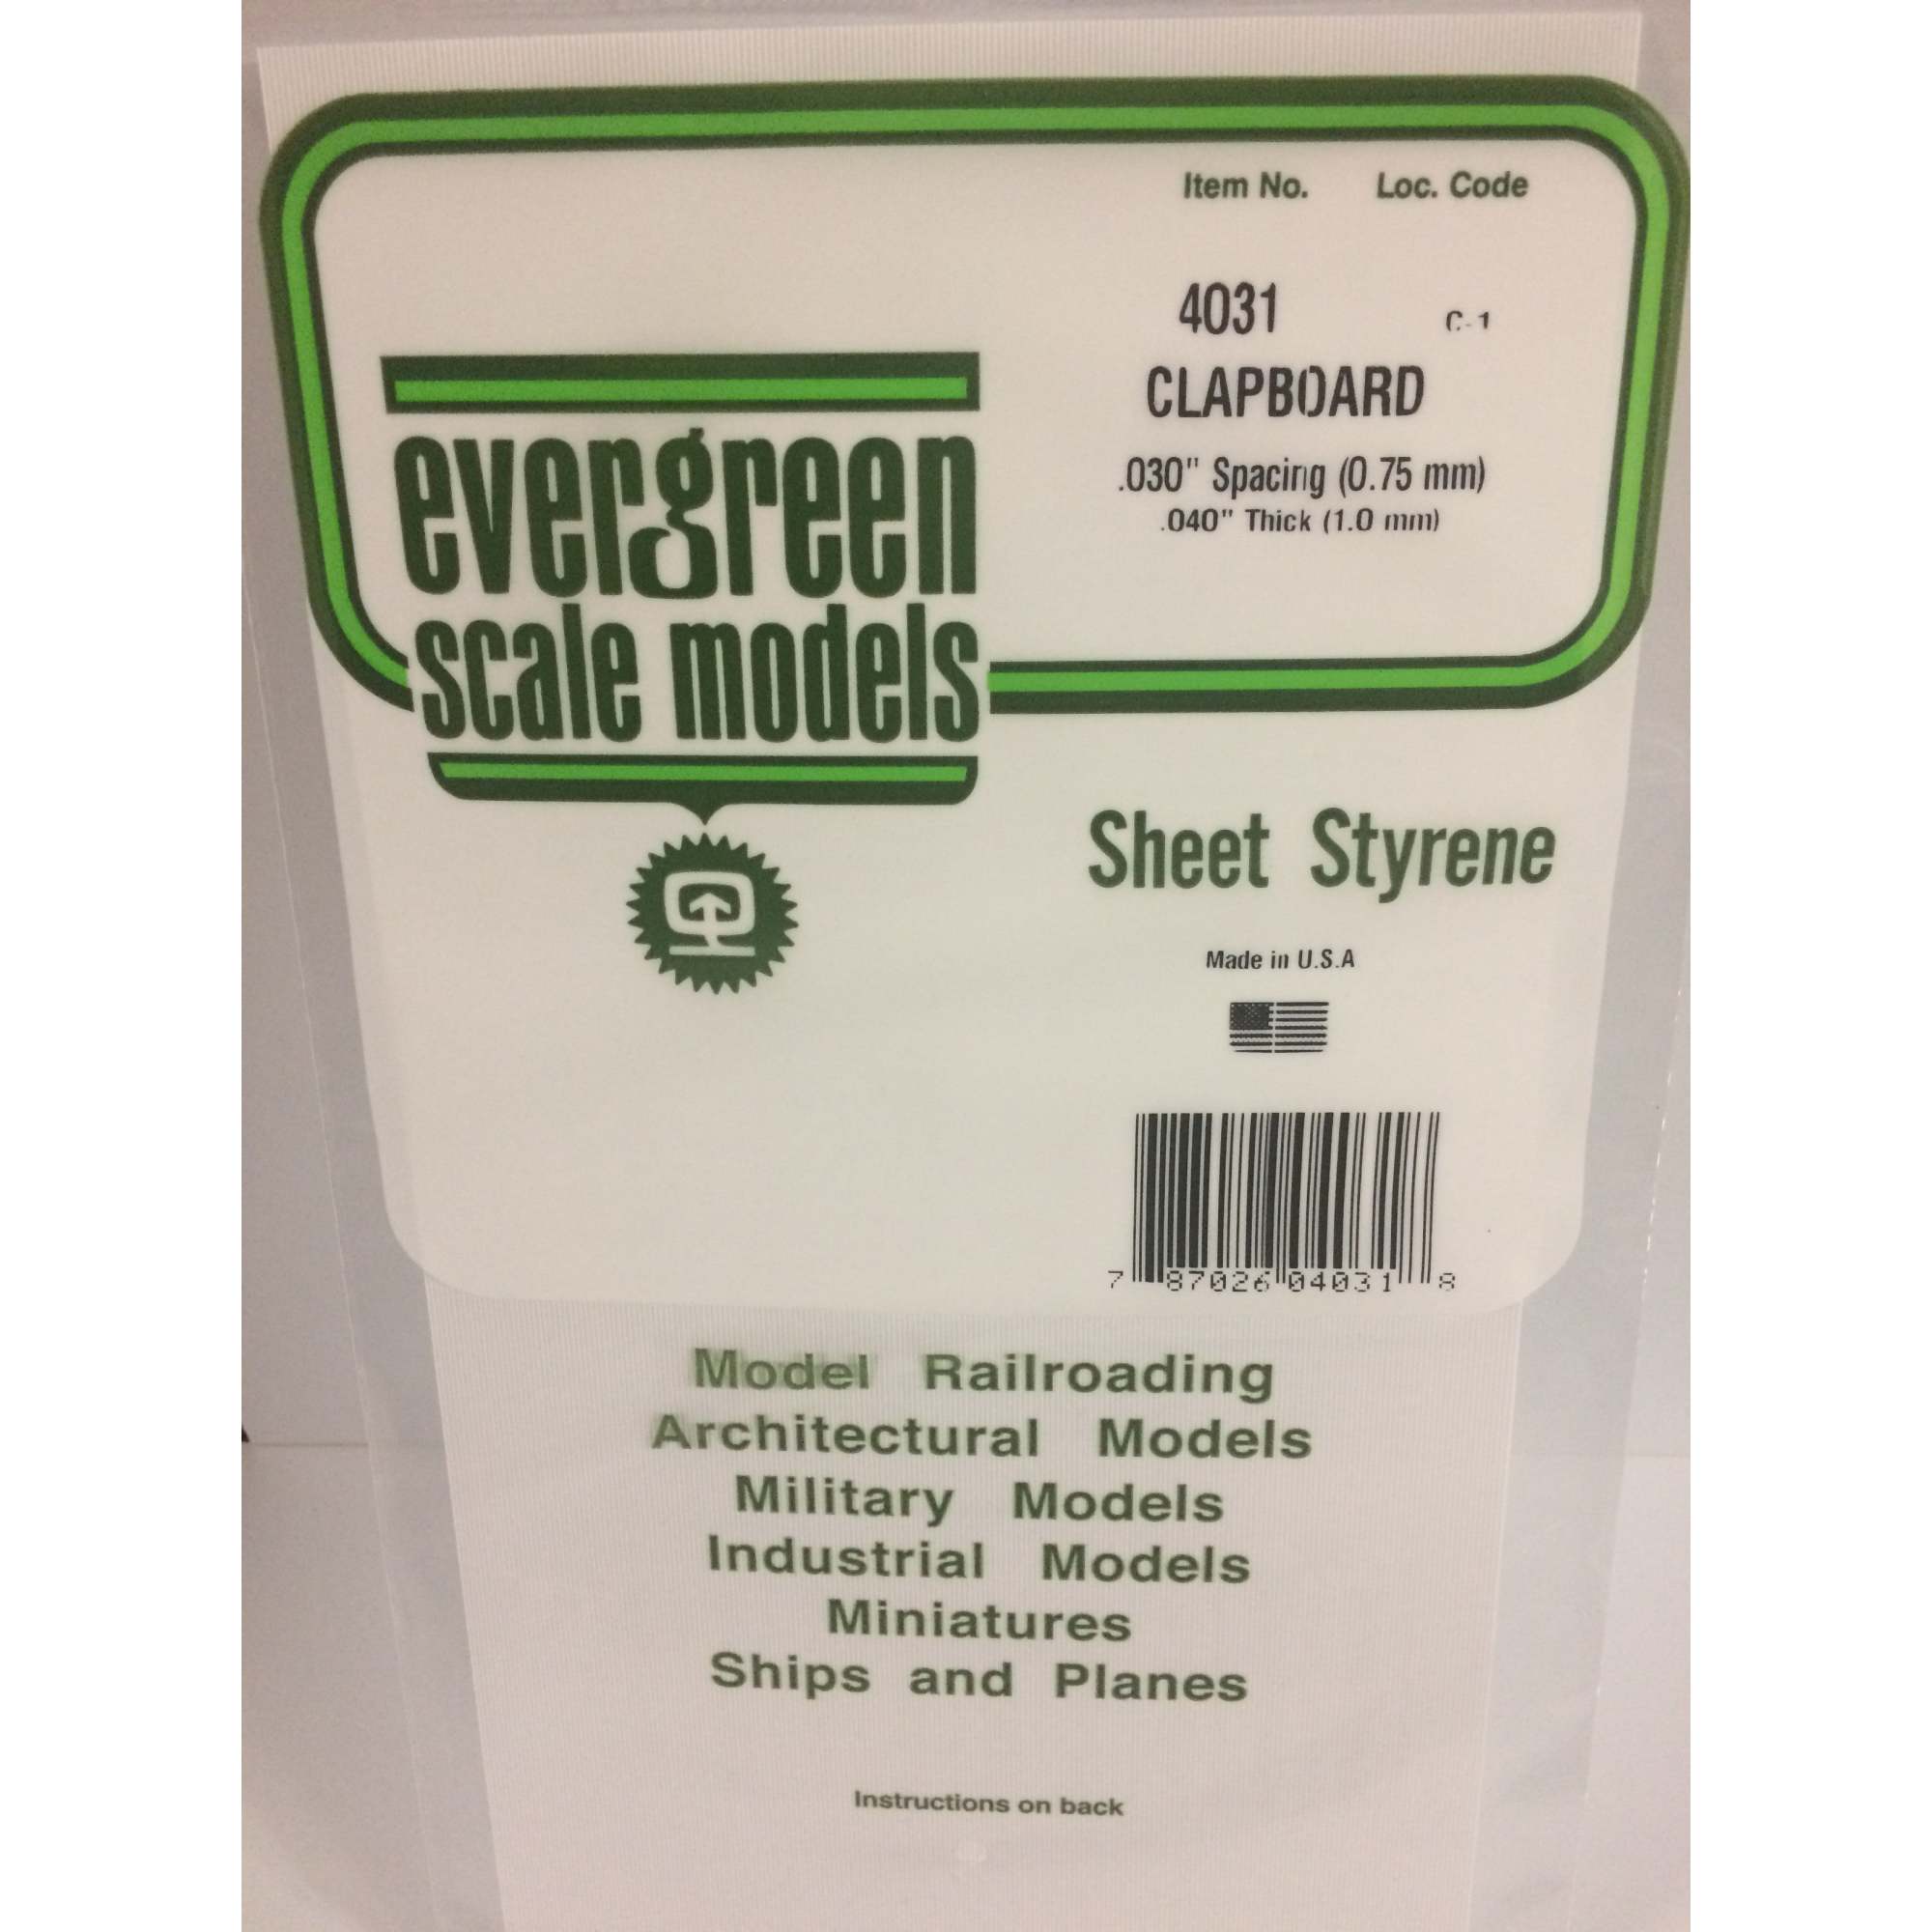 Item No. Loc. Code
4031 C-1
CLAPBOARD
.030" Spacing (0.75 mm)
.040" Thick (1.0 mm)
evergreen
scale models
Sheet Styrene
Made in U.S.A
7 87026 04031 8
Model Railroading
Architectural Models
Military Models
Industrial Models
Miniatures
Ships and Planes
Instructions on back